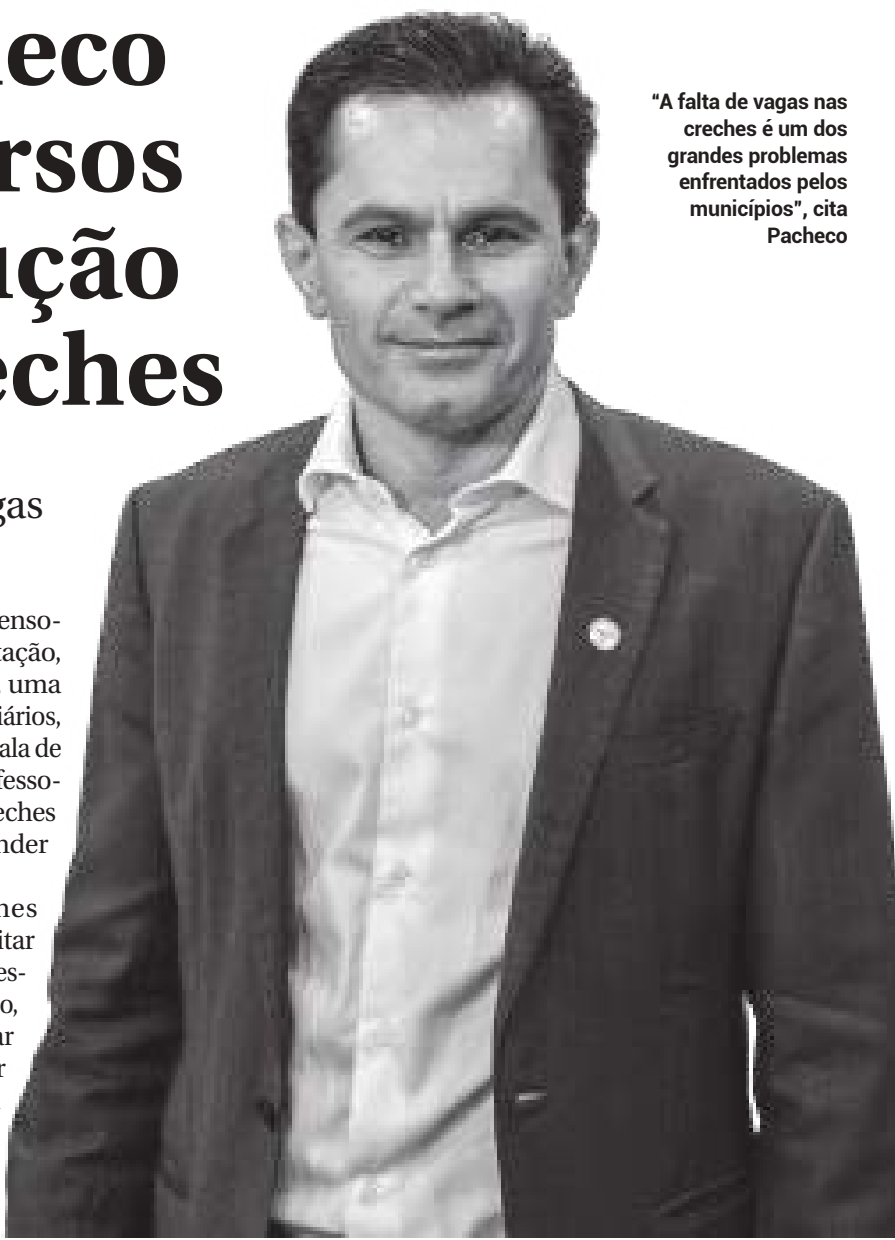 eco
rsos
ução
eches
gas
enso-
tação,
uma
iários,
ala de
fesso-
eches
nder
nes
itar
es-
o,
ar
r
“A falta de vagas nas
creches é um dos
grandes problemas
enfrentados pelos
municípios”, cita
Pacheco